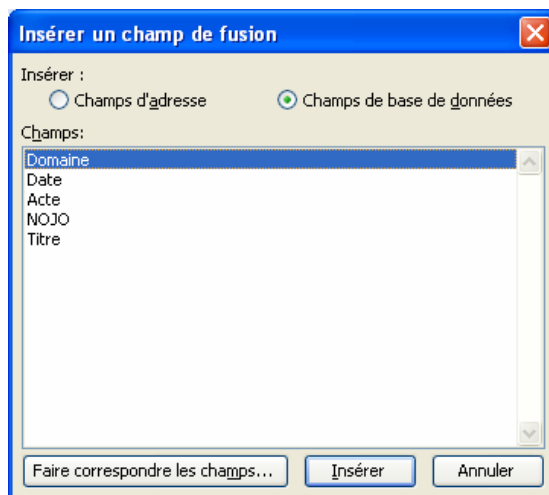 Insérer un champ de fusion
Insérer :
Champs d'adresse Champs de base de données
Champs:
Domaine
Date
Acte
NOJO
Titre
Faire correspondre les champs... Insérer Annuler